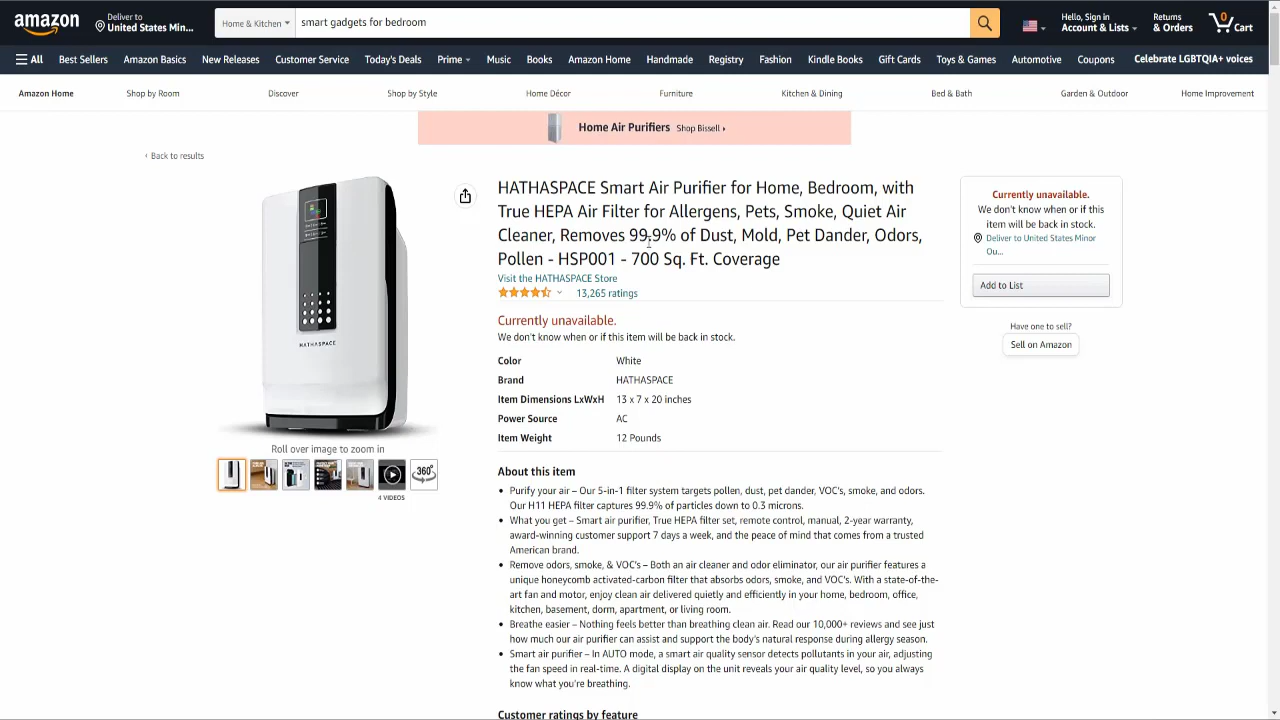 amazon
Deliver to
United States Min...
Home & Kitchen
smart gadgets for bedroom
Hello, Sign in
Account & Lists
Returns
& Orders
0
Cart
All
Best Sellers
Amazon Basics
New Releases
Customer Service
Today's Deals
Prime
Music
Books
Amazon Home
Handmade
Registry
Fashion
Kindle Books
Gift Cards
Toys & Games
Automotive
Coupons
Celebrate LGBTQIA+ voices
Amazon Home
Shop by Room
Discover
Shop by Style
Home Décor
Furniture
Kitchen & Dining
Bed & Bath
Garden & Outdoor
Home Improvement
Home Air Purifiers Shop Bissell ▸
‹ Back to results
HATHASPACE
Roll over image to zoom in
360°
4 VIDEOS
HATHASPACE Smart Air Purifier for Home, Bedroom, with
True HEPA Air Filter for Allergens, Pets, Smoke, Quiet Air
Cleaner, Removes 99.9% of Dust, Mold, Pet Dander, Odors,
Pollen - HSP001 - 700 Sq. Ft. Coverage
Visit the HATHASPACE Store
13,265 ratings
Currently unavailable.
We don't know when or if this item will be back in stock.
Color White
Brand HATHASPACE
Item Dimensions LxWxH 13 x 7 x 20 inches
Power Source AC
Item Weight 12 Pounds
About this item
• Purify your air – Our 5-in-1 filter system targets pollen, dust, pet dander, VOC's, smoke, and odors.
Our H11 HEPA filter captures 99.9% of particles down to 0.3 microns.
• What you get – Smart air purifier, True HEPA filter set, remote control, manual, 2-year warranty,
award-winning customer support 7 days a week, and the peace of mind that comes from a trusted
American brand.
• Remove odors, smoke, & VOC's – Both an air cleaner and odor eliminator, our air purifier features a
unique honeycomb activated-carbon filter that absorbs odors, smoke, and VOC's. With a state-of-the-
art fan and motor, enjoy clean air delivered quietly and efficiently in your home, bedroom, office,
kitchen, basement, dorm, apartment, or living room.
• Breathe easier – Nothing feels better than breathing clean air. Read our 10,000+ reviews and see just
how much our air purifier can assist and support the body's natural response during allergy season.
• Smart air purifier – In AUTO mode, a smart air quality sensor detects pollutants in your air, adjusting
the fan speed in real-time. A digital display on the unit reveals your air quality level, so you always
know what you're breathing.
Customer ratings by feature
Currently unavailable.
We don't know when or if this
item will be back in stock.
Deliver to United States Minor
Ou...
Add to List
Have one to sell?
Sell on Amazon